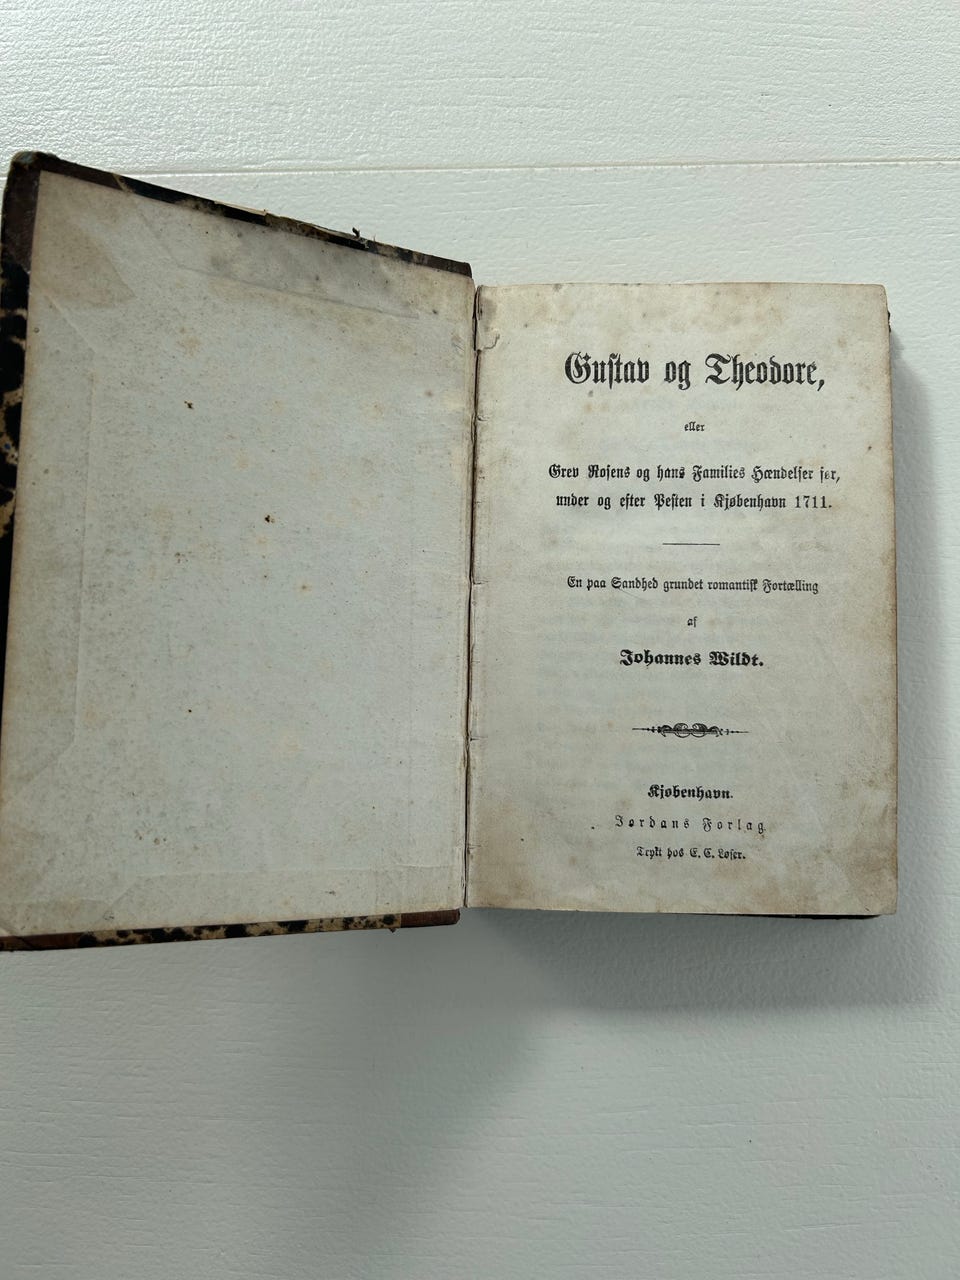 Gustav og Theodore,
eller
Grev Rosens og hans Families Hændelser før,
under og efter Pesten i Kjøbenhavn 1711.
En paa Sandhed grundet romantisk Fortælling
af
Johannes Wildt.
Kjøbenhavn.
Jordans Forlag
Trykt hos E. C. Løser.